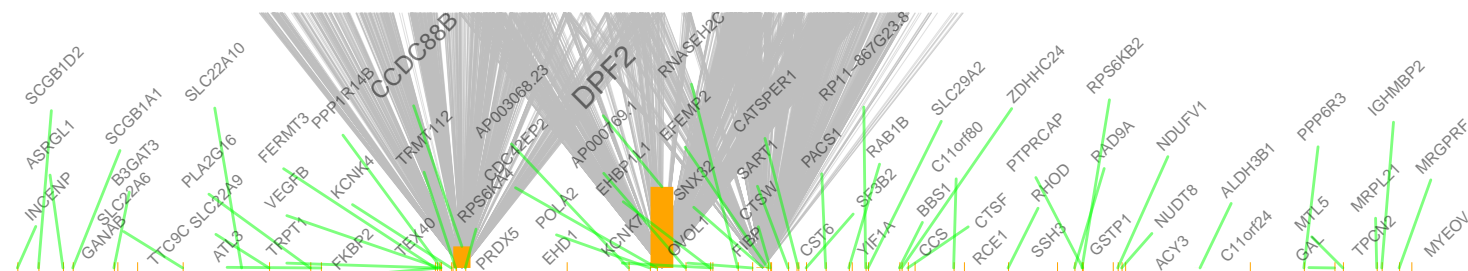 SCGB1D2
ASRGL1
INCENP
SCGB1A1
B3GAT3
SLC22A6
GANAB
TTC9C
SLC22A10
PLA2G16
SLC22A9
ATL3
FERMT3
VEGFB
TRPT1
PPP1R14B
KCNK4
FKBP2
CCDC88B
TRMT112
TEX40
AP003068.23
RPS6KA4
PRDX5
CDC42EP2
POLA2
EHD1
DPF2
AP000769.1
EHBP1L1
KCNK7
RNASEH2C
EFEMP2
SNX32
OVOL1
CATSPER1
SART1
CTSW
FIBP
RP11-867G23.8
PACS1
CST6
RAB1B
SF3B2
YIF1A
SLC29A2
C11orf80
BBS1
CCS
ZDHHC24
CTSF
RCE1
PTPRCAP
RHOD
SSH3
RPS6KB2
RAD9A
GSTP1
NDUFV1
NUDT8
ACY3
ALDH3B1
C11orf24
PPP6R3
MTL5
GAL
IGHMBP2
MRPL21
TPCN2
MRGPRF
MYEOV